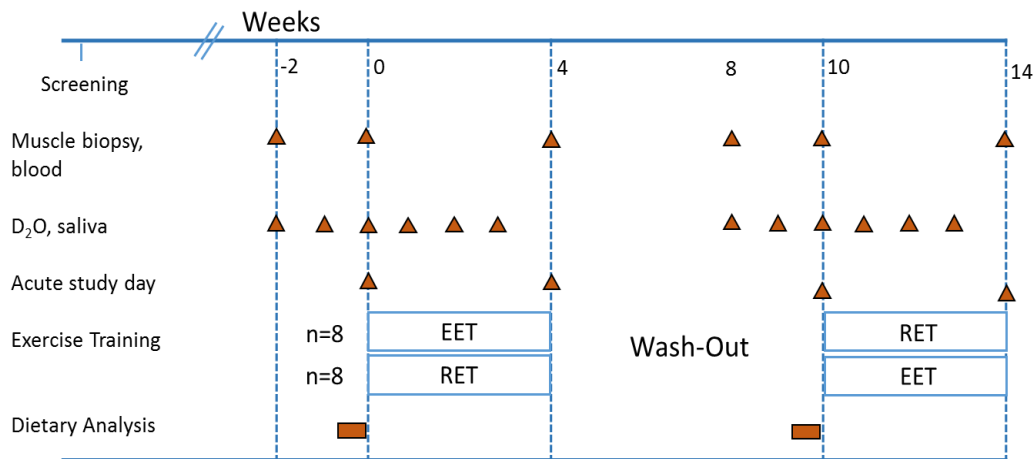 Weeks
-2 0 4 8 10 14
Screening
Muscle biopsy,
blood
D₂O, saliva
Acute study day
Exercise Training
n=8 EET RET
n=8 RET EET
Wash-Out
Dietary Analysis